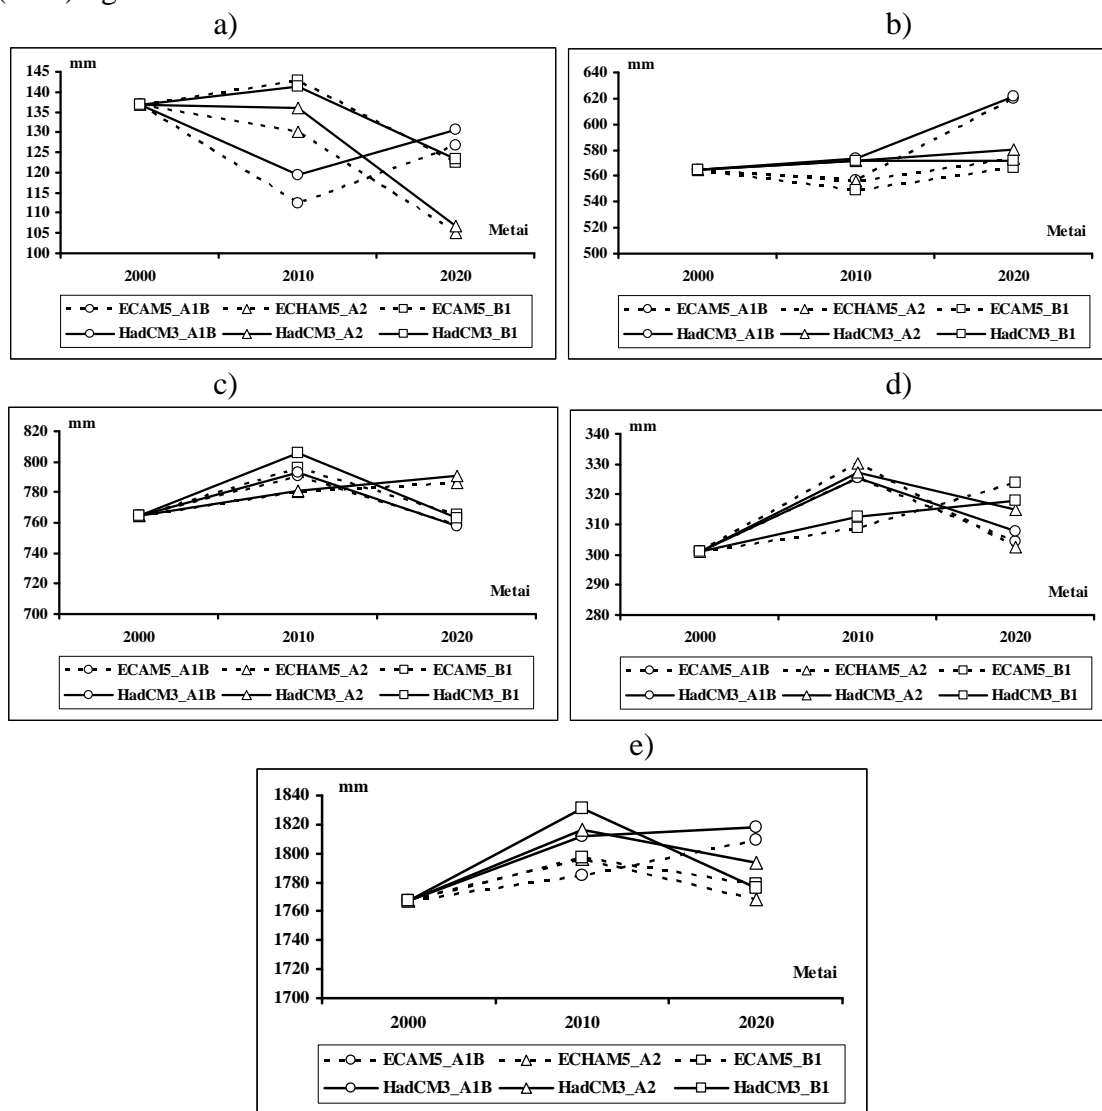 a)
b)
mm
145
140
135
130
125
120
115
110
105
100
Metai
2000 2010 2020
ECAM5_A1B ECHAM5_A2 ECAM5_B1
HadCM3_A1B HadCM3_A2 HadCM3_B1
mm
640
620
600
580
560
540
520
500
Metai
2000 2010 2020
ECAM5_A1B ECHAM5_A2 ECAM5_B1
HadCM3_A1B HadCM3_A2 HadCM3_B1
c)
d)
mm
820
800
780
760
740
720
700
Metai
2000 2010 2020
ECAM5_A1B ECHAM5_A2 ECAM5_B1
HadCM3_A1B HadCM3_A2 HadCM3_B1
mm
340
330
320
310
300
290
280
Metai
2000 2010 2020
ECAM5_A1B ECHAM5_A2 ECAM5_B1
HadCM3_A1B HadCM3_A2 HadCM3_B1
e)
mm
1840
1820
1800
1780
1760
1740
1720
1700
Metai
2000 2010 2020
ECAM5_A1B ECHAM5_A2 ECAM5_B1
HadCM3_A1B HadCM3_A2 HadCM3_B1